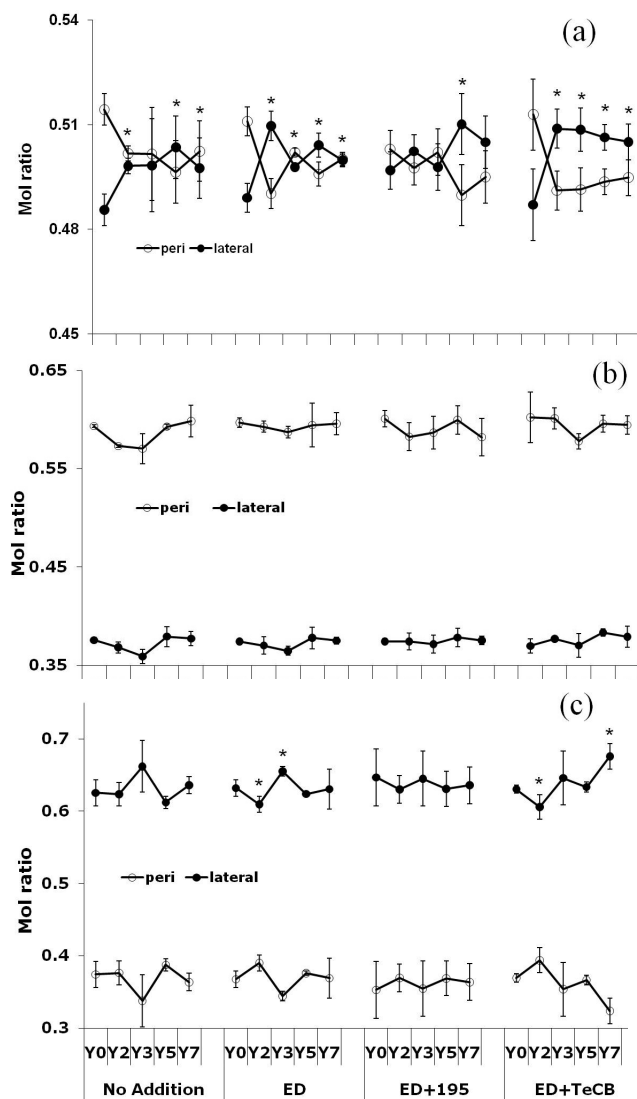 (a)
0.54
0.51
0.48
0.45
Mol ratio
* * *
* * * *
*
* * * *
peri lateral
(b)
0.65
0.55
0.45
0.35
Mol ratio
peri lateral
(c)
0.7
0.6
0.5
0.4
0.3
Mol ratio
* *
* *
peri lateral
Y0 Y2 Y3 Y5 Y7 Y0 Y2 Y3 Y5 Y7 Y0 Y2 Y3 Y5 Y7 Y0 Y2 Y3 Y5 Y7
No Addition ED ED+195 ED+TeCB